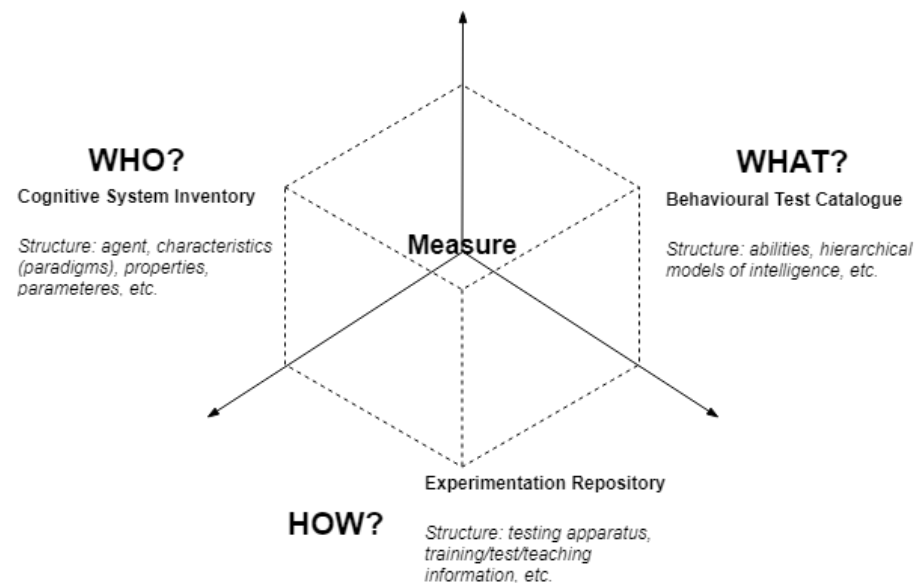 WHO?
Cognitive System Inventory
Structure: agent, characteristics
(paradigms), properties,
parameteres, etc.
WHAT?
Behavioural Test Catalogue
Structure: abilities, hierarchical
models of intelligence, etc.
Measure
HOW?
Experimentation Repository
Structure: testing apparatus,
training/test/teaching
information, etc.